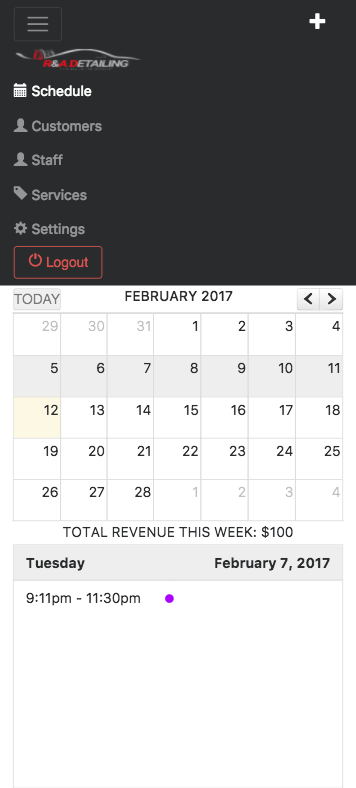 R&A DETAILING
Schedule
Customers
Staff
Services
Settings
Logout
TODAY FEBRUARY 2017
29 30 31 1 2 3 4
5 6 7 8 9 10 11
12 13 14 15 16 17 18
19 20 21 22 23 24 25
26 27 28 1 2 3 4
TOTAL REVENUE THIS WEEK: $100
Tuesday February 7, 2017
9:11pm - 11:30pm